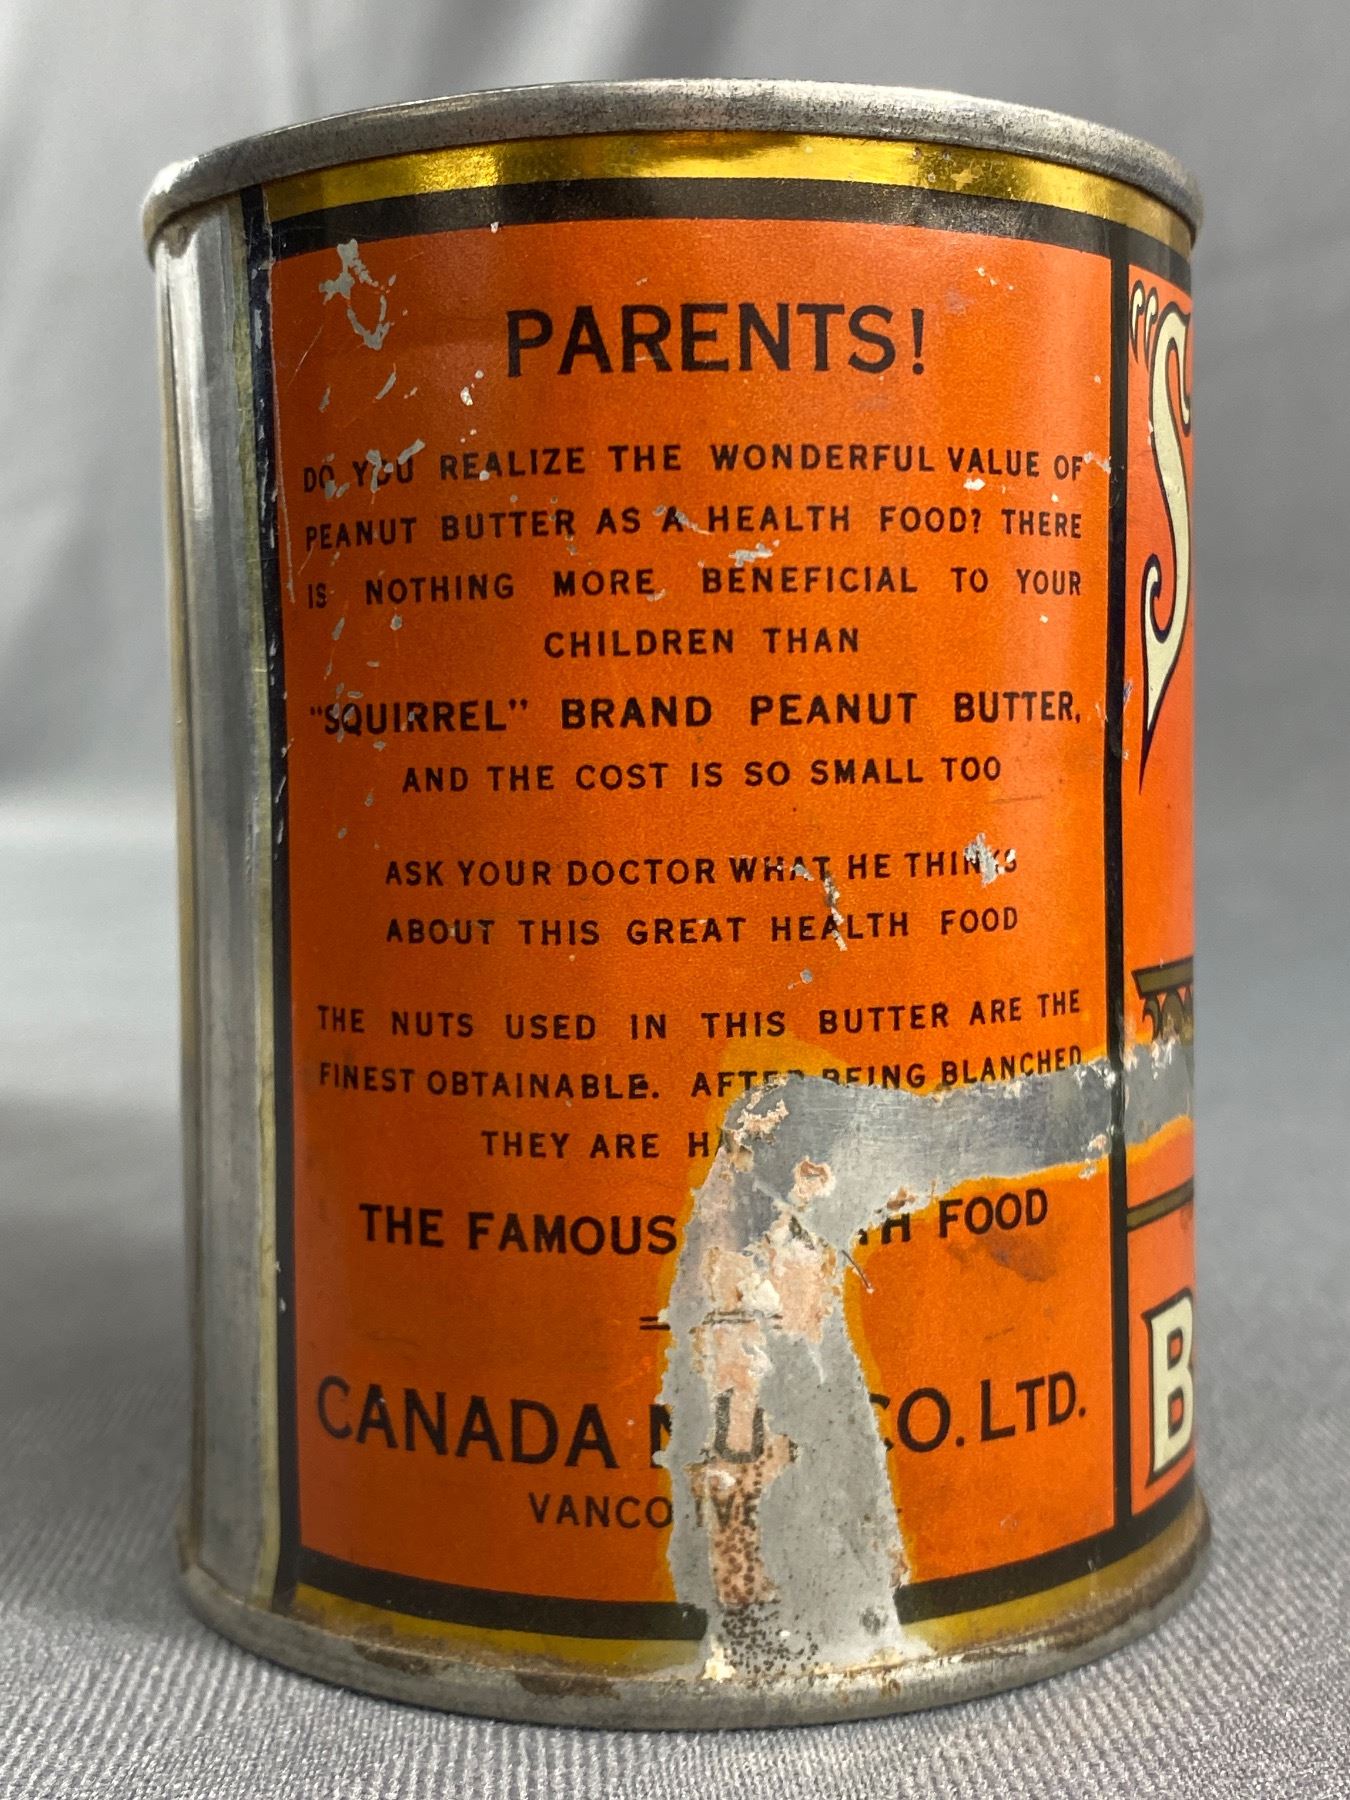 PARENTS!
DO YOU REALIZE THE WONDERFUL VALUE OF
PEANUT BUTTER AS A HEALTH FOOD? THERE
IS NOTHING MORE BENEFICIAL TO YOUR
CHILDREN THAN
"SQUIRREL" BRAND PEANUT BUTTER,
AND THE COST IS SO SMALL TOO
ASK YOUR DOCTOR WHAT HE THINKS
ABOUT THIS GREAT HEALTH FOOD
THE NUTS USED IN THIS BUTTER ARE THE
FINEST OBTAINABLE. AFTER BEING BLANCHED
THEY ARE
THE FAMOUS FOOD
CANADA NUT CO. LTD.
VANCOUVE